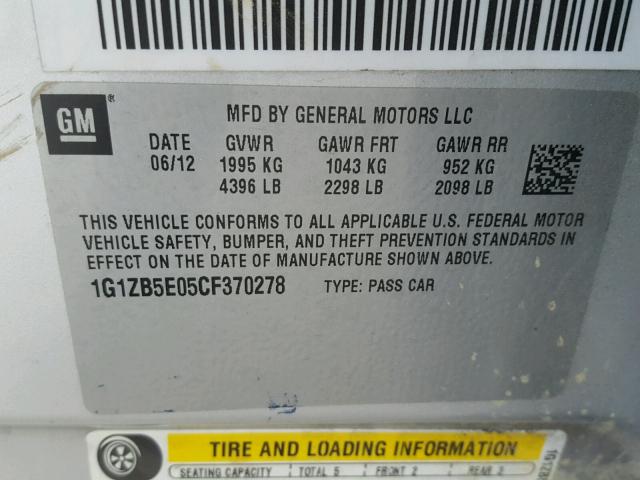 GM ®
MFD BY GENERAL MOTORS LLC
DATE GVWR GAWR FRT GAWR RR
06/12 1995 KG 1043 KG 952 KG
4396 LB 2298 LB 2098 LB
THIS VEHICLE CONFORMS TO ALL APPLICABLE U.S. FEDERAL MOTOR
VEHICLE SAFETY, BUMPER, AND THEFT PREVENTION STANDARDS IN EFFECT
ON THE DATE OF MANUFACTURE SHOWN ABOVE.
1G1ZB5E05CF370278 TYPE: PASS CAR
TIRE AND LOADING INFORMATION
SEATING CAPACITY TOTAL 5 FRONT 2 REAR 3
1G1ZB5